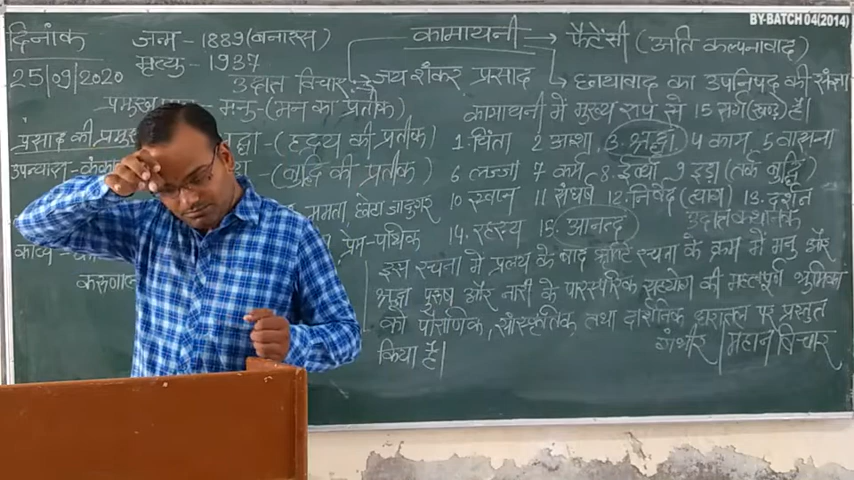 BY-BATCH 04(2014)
दिनांक
25/09/2020
जन्म - 1889 (बनारस)
मृत्यु - 1937
कामायनी → फैटेंसी (अति कल्पनावाद)
उदात विचार
जय शंकर प्रसाद → छायावाद का उपनिषद की संज्ञा
मनु - (मन का प्रतीक)
कामायनी में मुख्य रूप से 15 सर्ग (खण्ड) हैं।
प्रसाद की प्रमुख
(हृदय की प्रतीक)
1. चिंता 2 आशा, 3. श्रद्धा 4 काम, 5 वासना
उपन्यास - कंका
(बुद्धि की प्रतीक)
6 लज्जा 7 कर्म 8. ईर्ष्या 9 इड़ा (तर्क बुद्धि)
ममता, छोटा जादुगर
10 स्वप्न 11 संघर्ष 12. निर्वेद (त्याग) 13. दर्शन
प्रेम-पथिक
14. रहस्य 15. आनन्द
काव्य -
इस रचना में प्रलय के बाद सृष्टि रचना के क्रम में मनु और
श्रद्धा पुरुष और नारी के पारस्परिक सहयोग की महत्वपूर्ण भूमिका
को पौराणिक, सांस्कृतिक, तथा दार्शनिक धरातल पर प्रस्तुत
किया है।
गंभीर / महान विचार